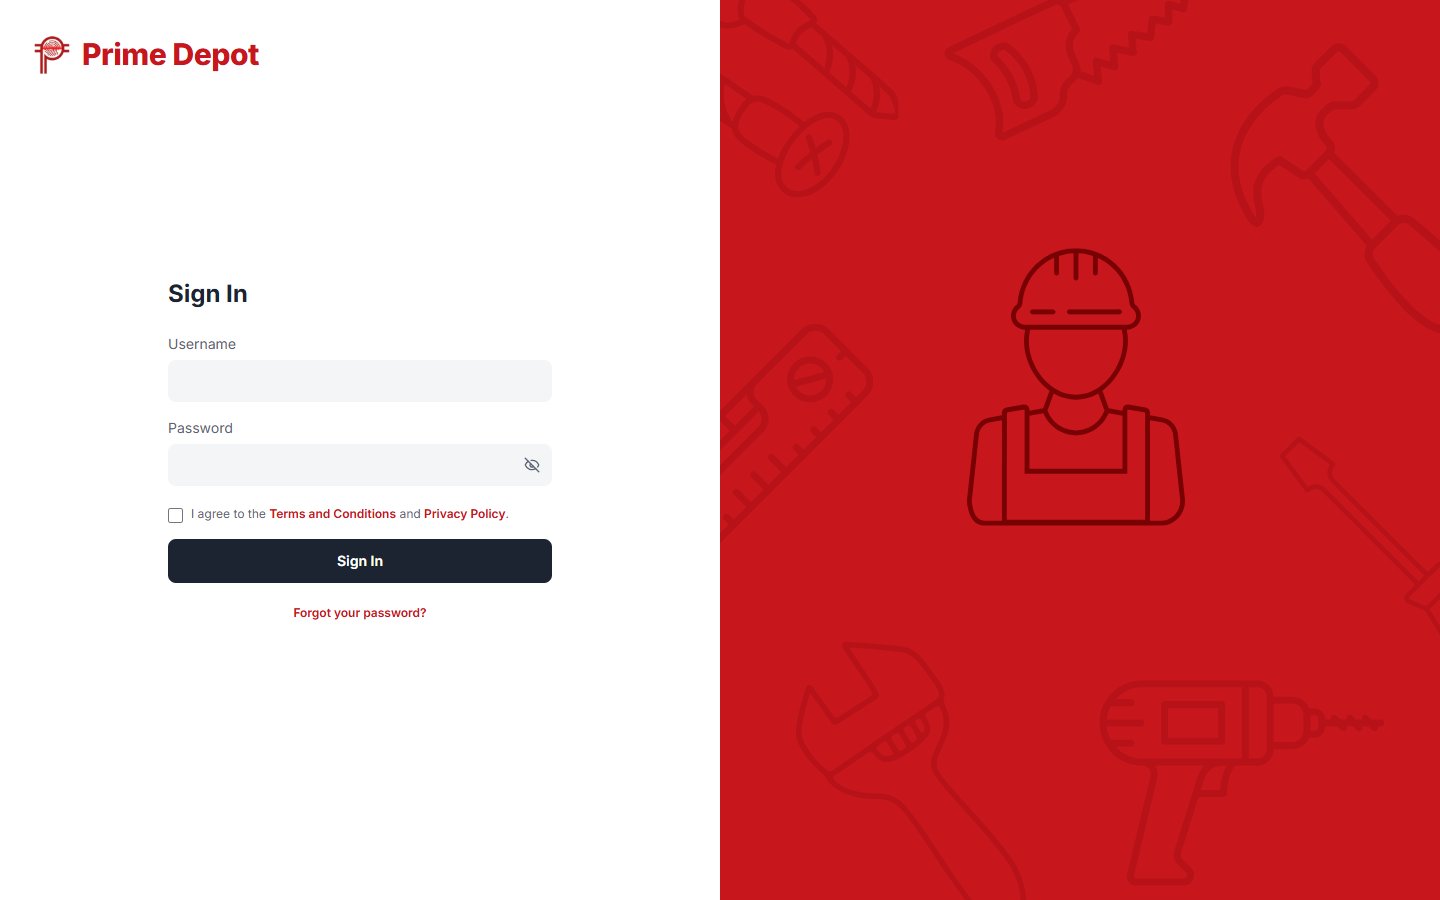 Prime Depot
Sign In
Username
Password
I agree to the Terms and Conditions and Privacy Policy.
Sign In
Forgot your password?